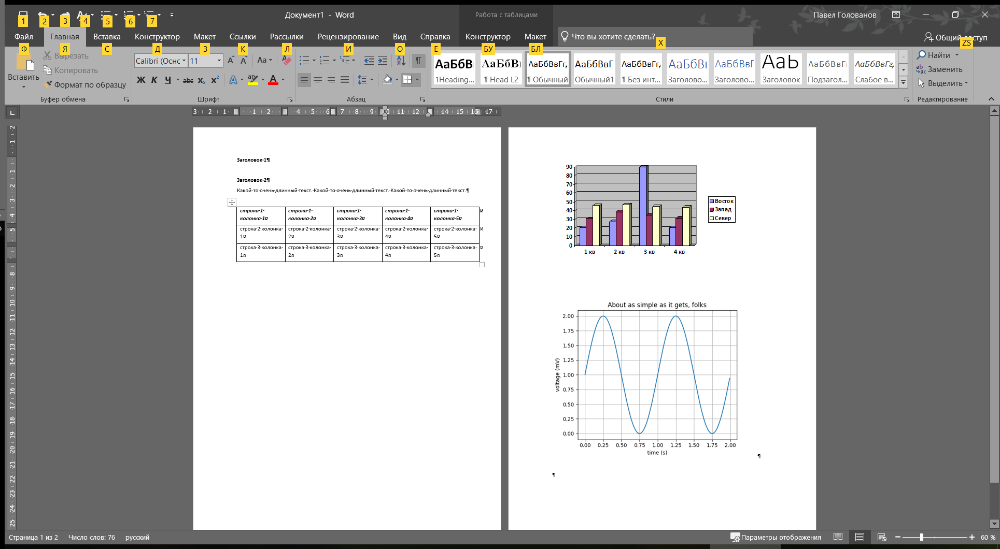 Документ1 - Word
Работа с таблицами
Павел Голованов
1 2 3 4 5 6 7
Файл Главная Вставка Конструктор Макет Ссылки Рассылки Рецензирование Вид Справка Конструктор Макет Что вы хотите сделать? Общий доступ
Ф Я С Д З К Л И О Е БУ БЛ Х ZS
Вставить
Вырезать
Копировать
Формат по образцу
Буфер обмена
Calibri (Оснс 11
Aa
Ж К Ч abc x₂ x²
Шрифт
Абзац
АаБбВ 1Heading...
АаБбВ ¶ Head L2
АаБбВвГг, ¶ Обычный
АаБбВвГ Обычный1
АаБбВвГг, ¶ Без инт...
АаБбВ Заголово...
АаБбВвГ Заголово...
АаЬ Заголовок
АаБбВвГ Подзагол...
АаБбВвГг, Слабое в...
Стили
Найти
Заменить
Выделить
Редактирование
3 2 1 1 2 4 5 6 7 8 9 10 11 12 14 15 16 17
2 1 1 2 3 4 5 8 9 10 11 12 13 14 15 16 17 18 19 20 21 22 23 24 25
Заголовок·1¶
Заголовок·2¶
Какой-то·очень·длинный·текст.·Какой-то·очень·длинный·текст.·Какой-то·очень·длинный·текст.¶
строка·1· строка·1· строка·1· строка·1· строка·1· ¤
колонка·1¤ колонка·2¤ колонка·3¤ колонка·4¤ колонка·5¤
строка·2·колонка· строка·2·колонка· строка·2·колонка· строка·2·колонка· строка·2·колонка· ¤
1¤ 2¤ 3¤ 4¤ 5¤
строка·3·колонка· строка·3·колонка· строка·3·колонка· строка·3·колонка· строка·3·колонка· ¤
1¤ 2¤ 3¤ 4¤ 5¤
90
80
70
60
50
40
30
20
10
0
1 кв 2 кв 3 кв 4 кв
Восток
Запад
Север
About as simple as it gets, folks
2.00
1.75
1.50
1.25
1.00
0.75
0.50
0.25
0.00
voltage (mV)
0.00 0.25 0.50 0.75 1.00 1.25 1.50 1.75 2.00
time (s)
¶
¶
Страница 1 из 2 Число слов: 76 русский
Параметры отображения 60 %